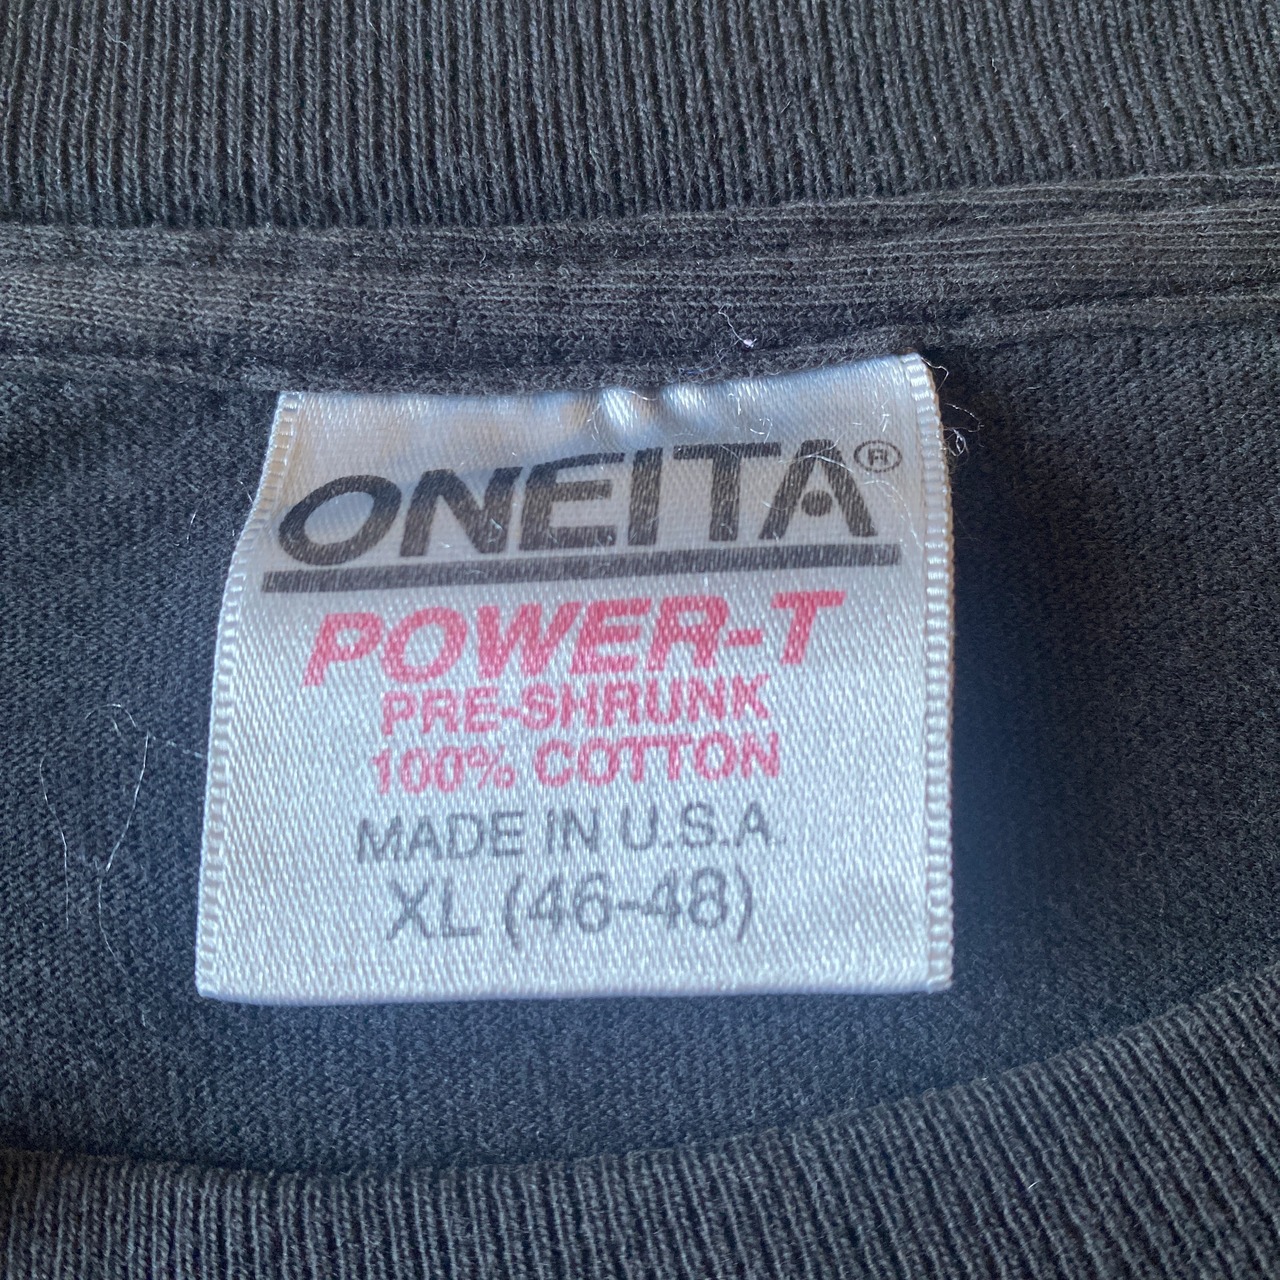 ONEITA®
POWER-T
PRE-SHRUNK
100% COTTON
MADE IN U.S.A.
XL (46-48)